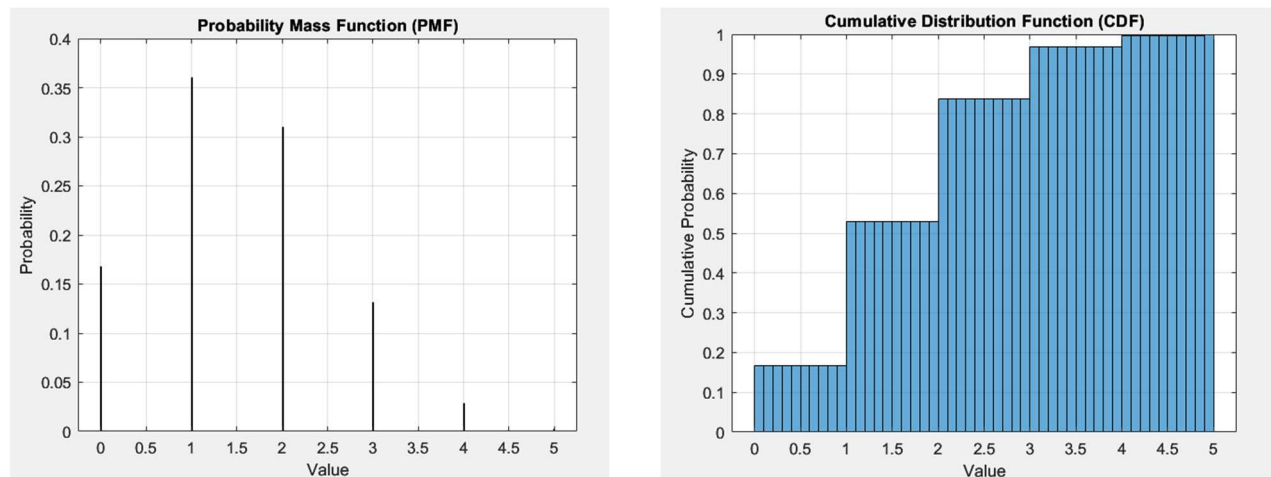 Probability Mass Function (PMF)
0.4
0.35
0.3
0.25
0.2
0.15
0.1
0.05
0
Probability
0 0.5 1 1.5 2 2.5 3 3.5 4 4.5 5
Value
Cumulative Distribution Function (CDF)
1
0.9
0.8
0.7
0.6
0.5
0.4
0.3
0.2
0.1
0
Cumulative Probability
0 0.5 1 1.5 2 2.5 3 3.5 4 4.5 5
Value